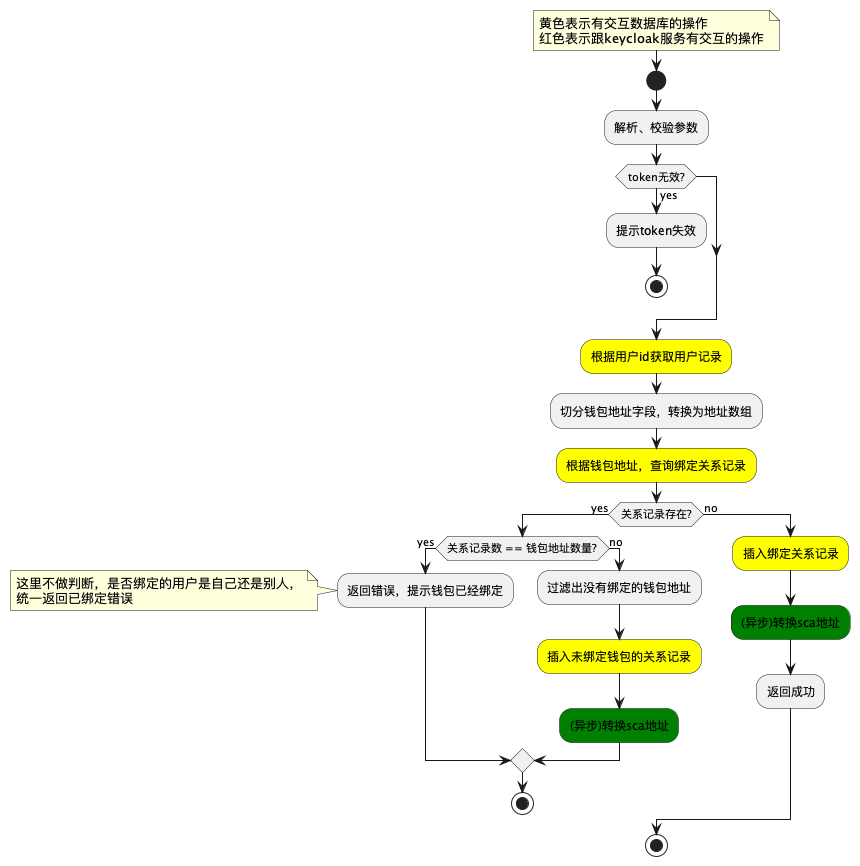 黄色表示有交互数据库的操作
红色表示跟keycloak服务有交互的操作
解析、校验参数
token无效?
yes
提示token失效
根据用户id获取用户记录
切分钱包地址字段，转换为地址数组
根据钱包地址，查询绑定关系记录
yes
关系记录存在?
no
yes
关系记录数 == 钱包地址数量?
no
这里不做判断，是否绑定的用户是自己还是别人，
统一返回已绑定错误
返回错误，提示钱包已经绑定
过滤出没有绑定的钱包地址
插入未绑定钱包的关系记录
(异步)转换sca地址
插入绑定关系记录
(异步)转换sca地址
返回成功